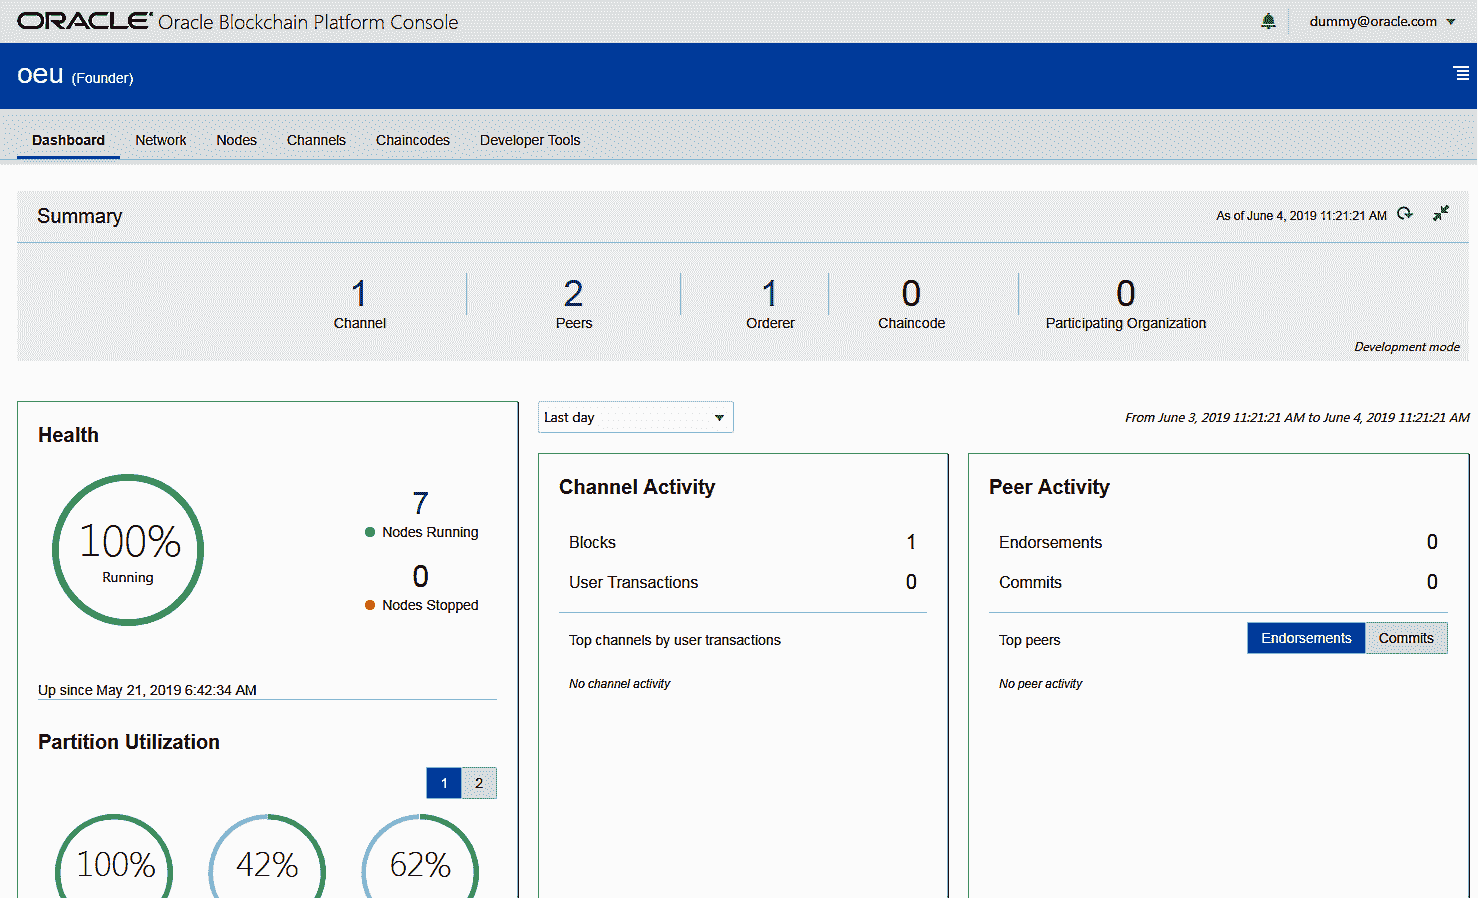 ORACLE Oracle Blockchain Platform Console
dummy@oracle.com
oeu (Founder)
Dashboard Network Nodes Channels Chaincodes Developer Tools
Summary
As of June 4, 2019 11:21:21 AM
1 2 1 0 0
Channel Peers Orderer Chaincode Participating Organization
Development mode
Health
100%
Running
7
Nodes Running
0
Nodes Stopped
Up since May 21, 2019 6:42:34 AM
Partition Utilization
1 2
100% 42% 62%
Last day
From June 3, 2019 11:21:21 AM to June 4, 2019 11:21:21 AM
Channel Activity
Blocks 1
User Transactions 0
Top channels by user transactions
No channel activity
Peer Activity
Endorsements 0
Commits 0
Top peers Endorsements Commits
No peer activity